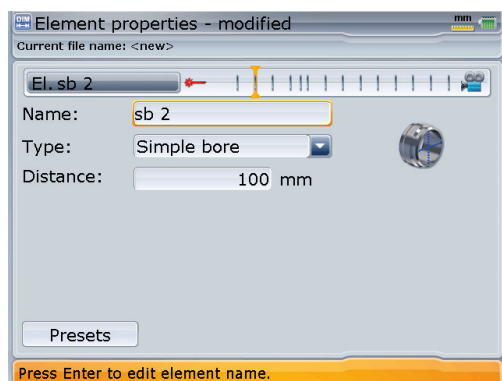 DIM
Element properties - modified
mm
Current file name: <new>
El. sb 2
Name: sb 2
Type: Simple bore
Distance: 100 mm
Presets
Press Enter to edit element name.